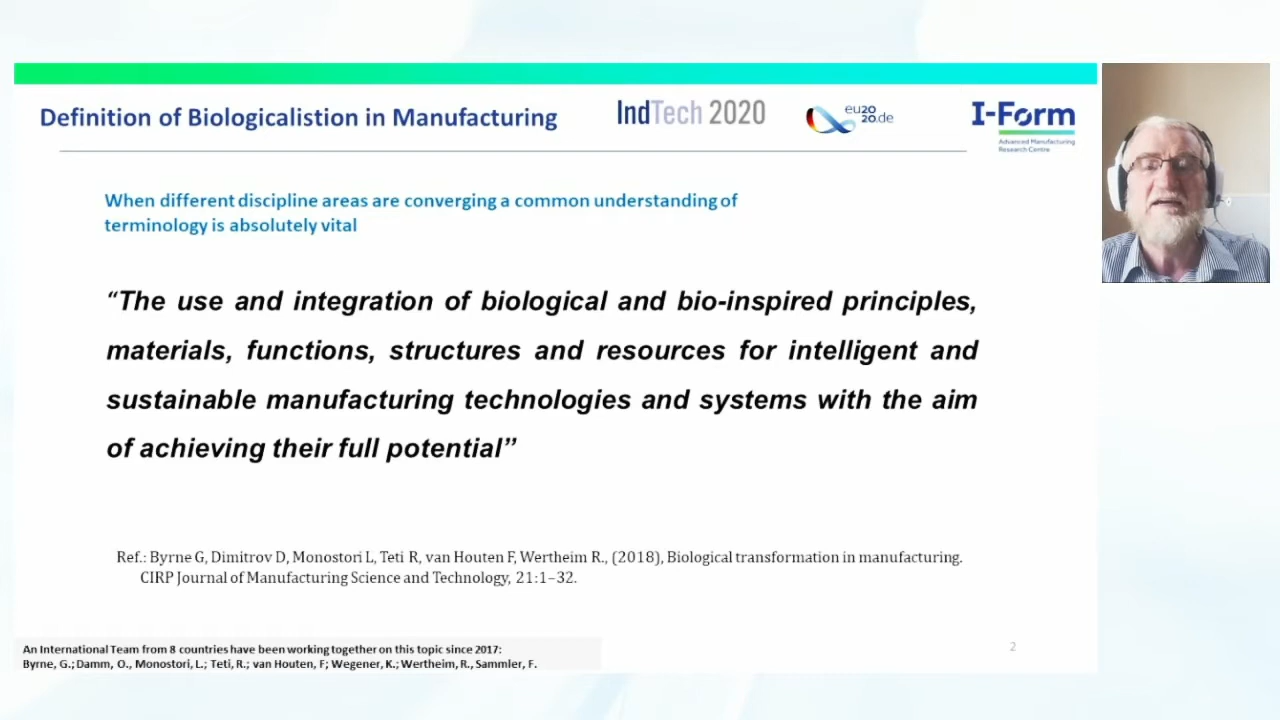 Definition of Biologicalistion in Manufacturing
IndTech 2020
eu20
20.de
I-Form
Advanced Manufacturing
Research Centre
When different discipline areas are converging a common understanding of
terminology is absolutely vital
“The use and integration of biological and bio-inspired principles,
materials, functions, structures and resources for intelligent and
sustainable manufacturing technologies and systems with the aim
of achieving their full potential”
Ref.: Byrne G, Dimitrov D, Monostori L, Teti R, van Houten F, Wertheim R., (2018), Biological transformation in manufacturing.
CIRP Journal of Manufacturing Science and Technology, 21:1–32.
An International Team from 8 countries have been working together on this topic since 2017:
Byrne, G.; Damm, O., Monostori, L.; Teti, R.; van Houten, F; Wegener, K.; Wertheim, R., Sammler, F.
2